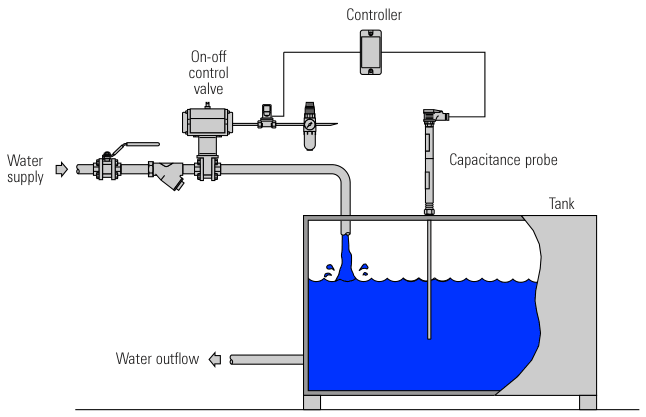 Controller
On-off
control
valve
Water
supply
Capacitance probe
Tank
Water outflow